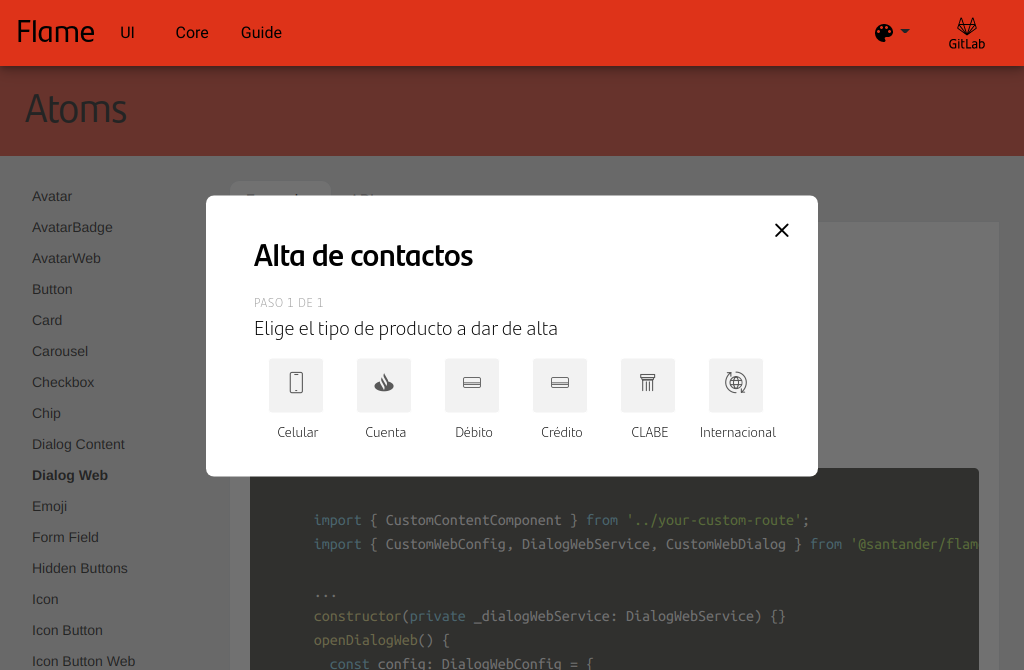 Flame
UI
Core
Guide
GitLab
Atoms
Avatar
AvatarBadge
AvatarWeb
Button
Card
Carousel
Checkbox
Chip
Dialog Content
Dialog Web
Emoji
Form Field
Hidden Buttons
Icon
Icon Button
Icon Button Web
Alta de contactos
PASO 1 DE 1
Elige el tipo de producto a dar de alta
Celular
Cuenta
Débito
Crédito
CLABE
Internacional
import { CustomContentComponent } from '../your-custom-route';
import { CustomWebConfig, DialogWebService, CustomWebDialog } from '@santander/flam
...
constructor(private _dialogWebService: DialogWebService) {}
openDialogWeb() {
const config: DialogWebConfig = {